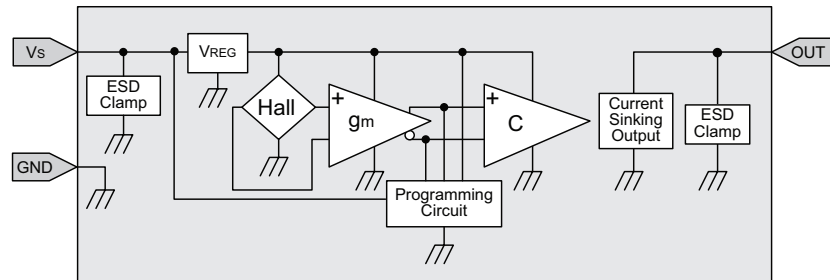 Vs
VREG
OUT
ESD
Clamp
Hall
+
gm
+
C
Current
Sinking
Output
ESD
Clamp
GND
Programming
Circuit